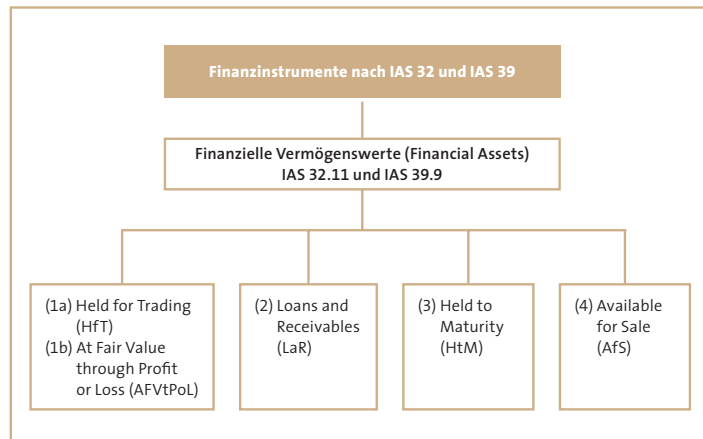 Finanzinstrumente nach IAS 32 und IAS 39
Finanzielle Vermögenswerte (Financial Assets)
IAS 32.11 und IAS 39.9
(1a) Held for Trading
(HfT)
(1b) At Fair Value
through Profit
or Loss (AFVtPoL)
(2) Loans and
Receivables
(LaR)
(3) Held to
Maturity
(HtM)
(4) Available
for Sale
(AfS)